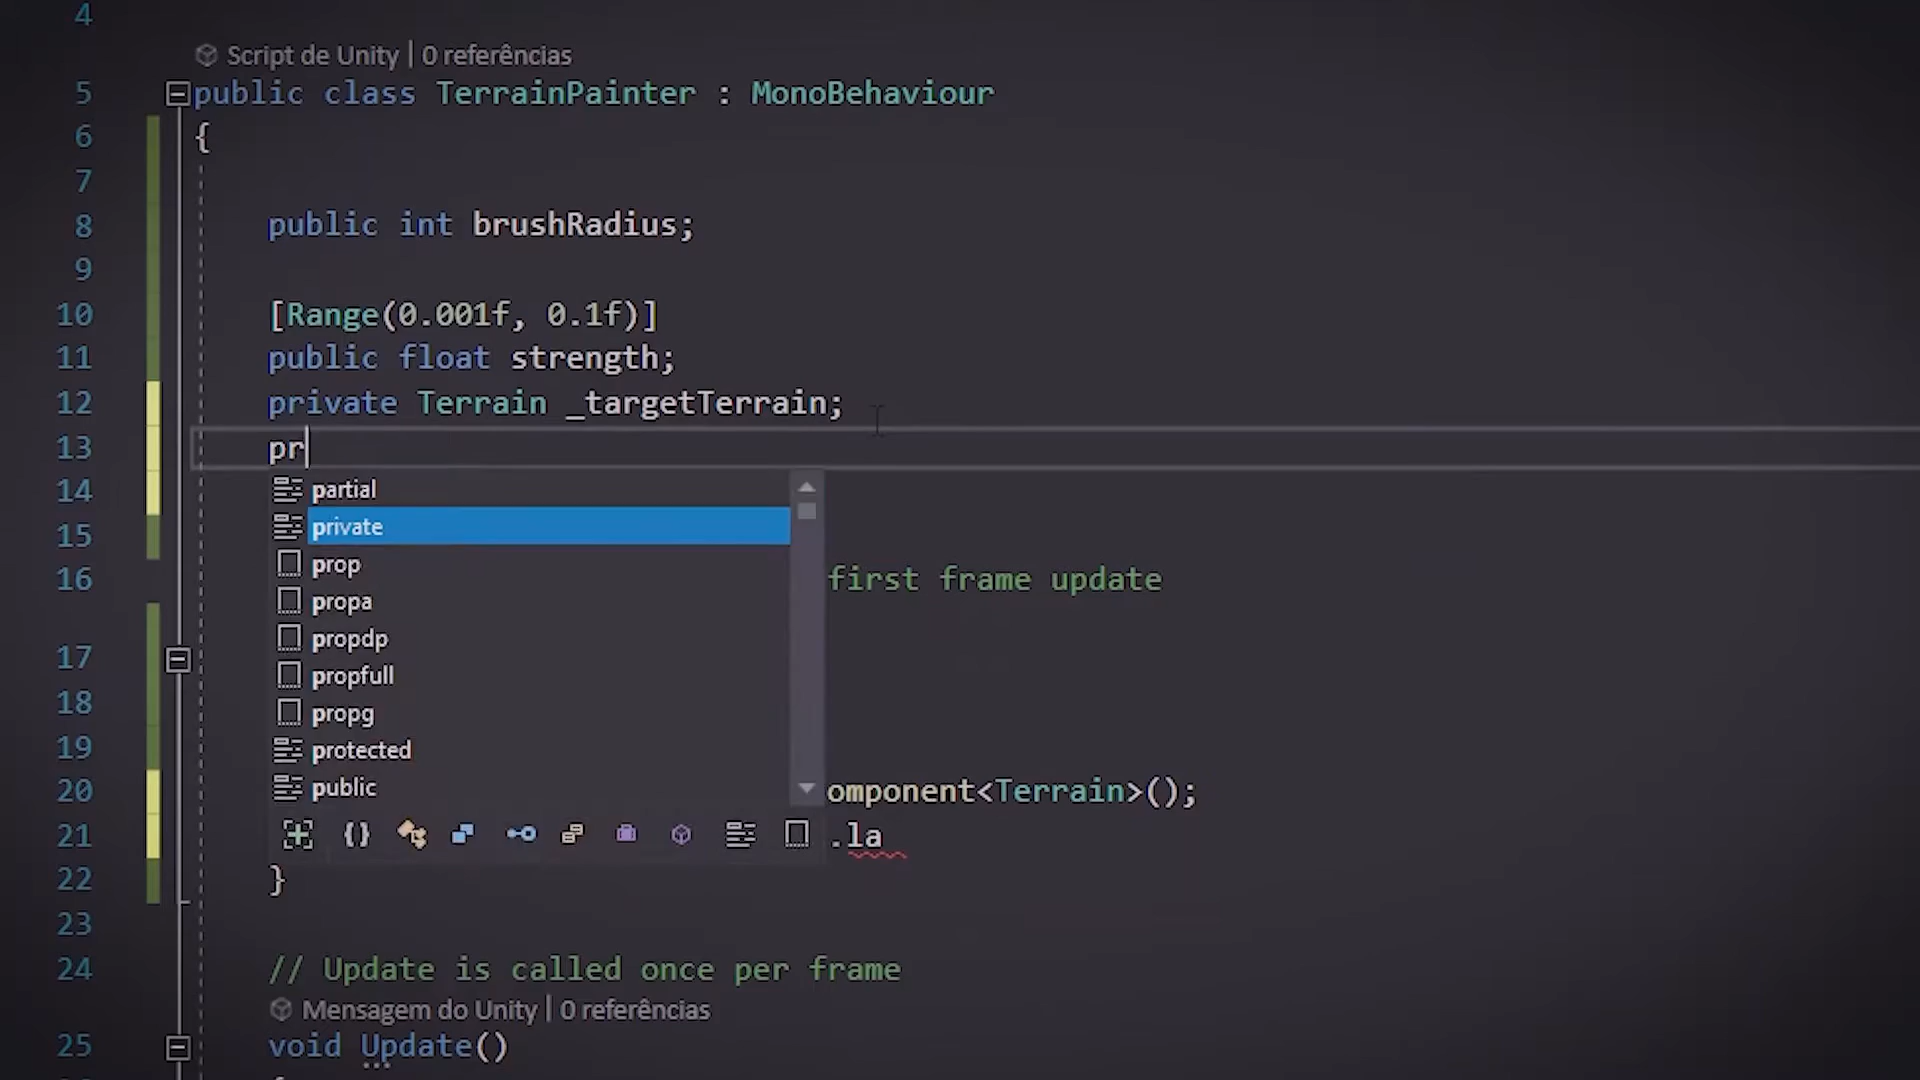 4
Script de Unity | 0 referências
5 public class TerrainPainter : MonoBehaviour
6 {
7
8 public int brushRadius;
9
10 [Range(0.001f, 0.1f)]
11 public float strength;
12 private Terrain _targetTerrain;
13 pr
14 partial
private
15
prop
16 first frame update
propa
propdp
17
propfull
18
propg
19 protected
20 public omponent<Terrain>();
21 {} .la
22 }
23
24 // Update is called once per frame
Mensagem do Unity | 0 referências
25 void Update()